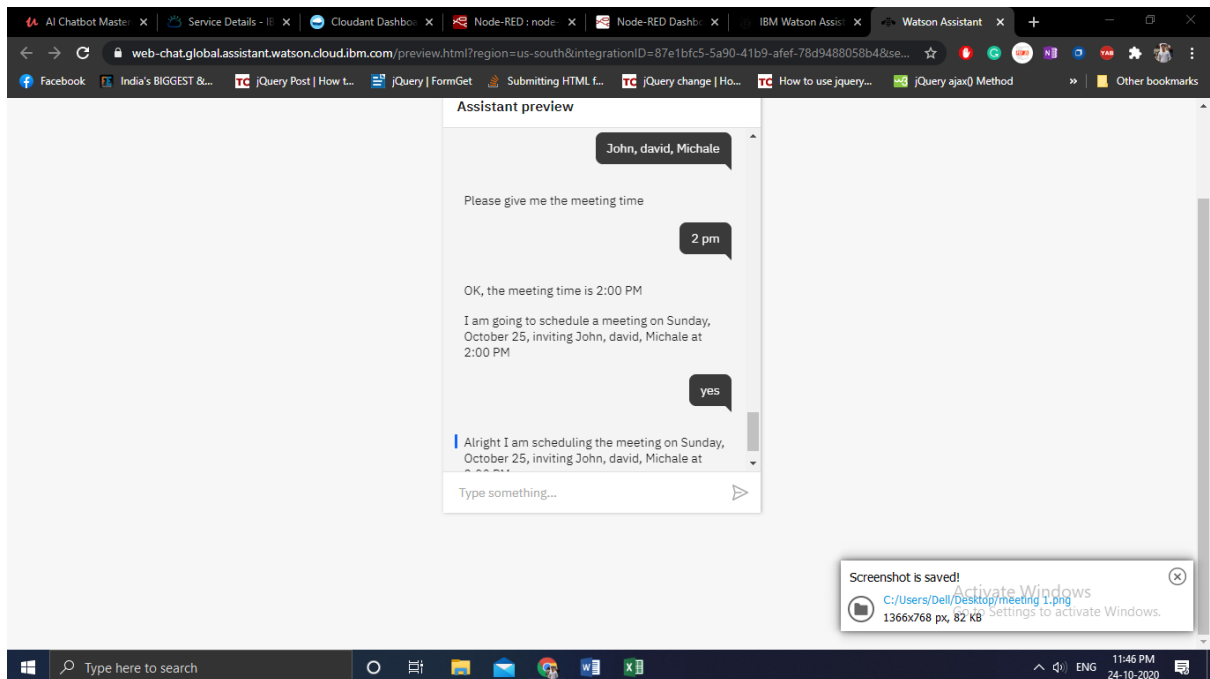 AI Chatbot Master
Service Details - IB
Cloudant Dashboa
Node-RED : node-
Node-RED Dashbo
IBM Watson Assist
Watson Assistant
web-chat.global.assistant.watson.cloud.ibm.com/preview.html?region=us-south&integrationID=87e1bfc5-5a90-41b9-afef-78d9488058b4&se...
Facebook
India's BIGGEST &...
TC jQuery Post | How t...
jQuery | FormGet
Submitting HTML f...
TC jQuery change | Ho...
TC How to use jquery...
jQuery ajax() Method
»
Other bookmarks
Assistant preview
John, david, Michale
Please give me the meeting time
2 pm
OK, the meeting time is 2:00 PM
I am going to schedule a meeting on Sunday,
October 25, inviting John, david, Michale at
2:00 PM
yes
Alright I am scheduling the meeting on Sunday,
October 25, inviting John, david, Michale at
Type something...
Screenshot is saved!
C:/Users/Dell/Desktop/meeting 1.png
1366x768 px, 82 KB
Activate Windows
Go to Settings to activate Windows.
Type here to search
ENG
11:46 PM
24-10-2020